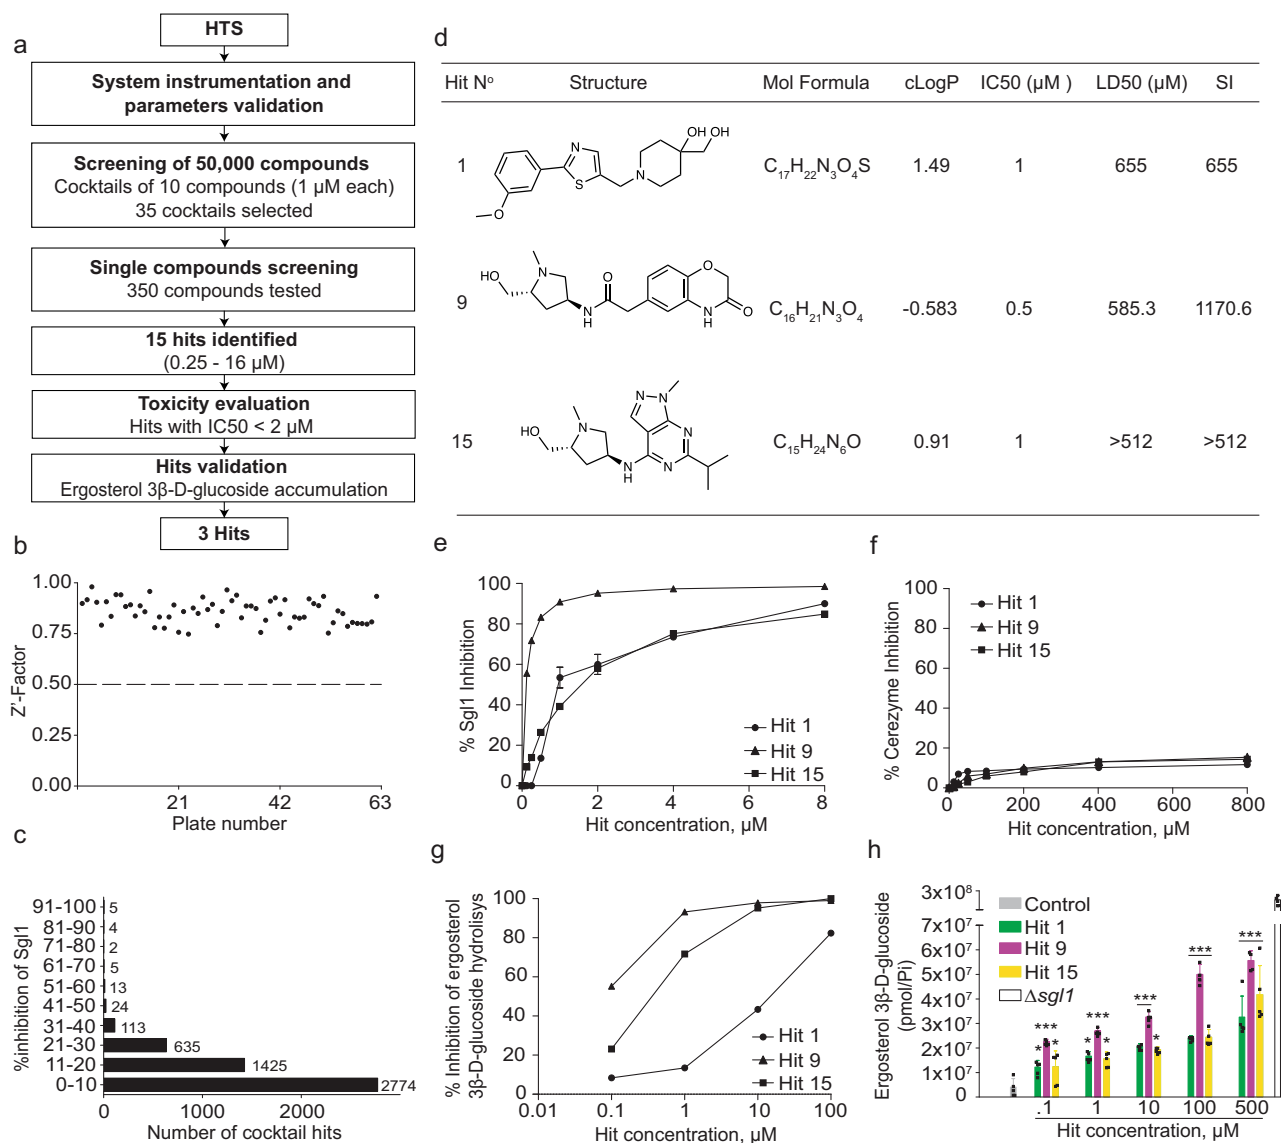 a
HTS
System instrumentation and
parameters validation
Screening of 50,000 compounds
Cocktails of 10 compounds (1 µM each)
35 cocktails selected
Single compounds screening
350 compounds tested
15 hits identified
(0.25 - 16 µM)
Toxicity evaluation
Hits with IC50 < 2 µM
Hits validation
Ergosterol 3β-D-glucoside accumulation
3 Hits
d
Hit Nº Structure Mol Formula cLogP IC50 (µM ) LD50 (µM) SI
1 C17H22N3O4S 1.49 1 655 655
N S N OH OH O
9 C16H21N3O4 -0.583 0.5 585.3 1170.6
HO N N H O O N H O
15 C15H24N6O 0.91 1 >512 >512
HO N NH N N N N
b
Z'-Factor
1.00
0.75
0.50
0.25
0.00
21 42 63
Plate number
c
%inhibition of Sgl1
91-100 5
81-90 4
71-80 2
61-70 5
51-60 13
41-50 24
31-40 113
21-30 635
11-20 1425
0-10 2774
0 1000 2000
Number of cocktail hits
e
% Sgl1 Inhibition
100
80
60
40
20
0
0 2 4 6 8
Hit 1
Hit 9
Hit 15
Hit concentration, µM
f
% Cerezyme Inhibition
100
80
60
40
20
0
0 200 400 600 800
Hit 1
Hit 9
Hit 15
Hit concentration, µM
g
% Inhibition of ergosterol
3β-D-glucoside hydrolisys
100
80
60
40
20
0
0.01 0.1 1 10 100
Hit 1
Hit 9
Hit 15
Hit concentration, µM
h
Ergosterol 3β-D-glucoside
(pmol/Pi)
3x10⁸
7x10⁷
6x10⁷
5x10⁷
4x10⁷
3x10⁷
2x10⁷
1x10⁷
0
Control
Hit 1
Hit 9
Hit 15
Δsgl1
* *** *
* *** *
*** *
***
***
.1 1 10 100 500
Hit concentration, µM